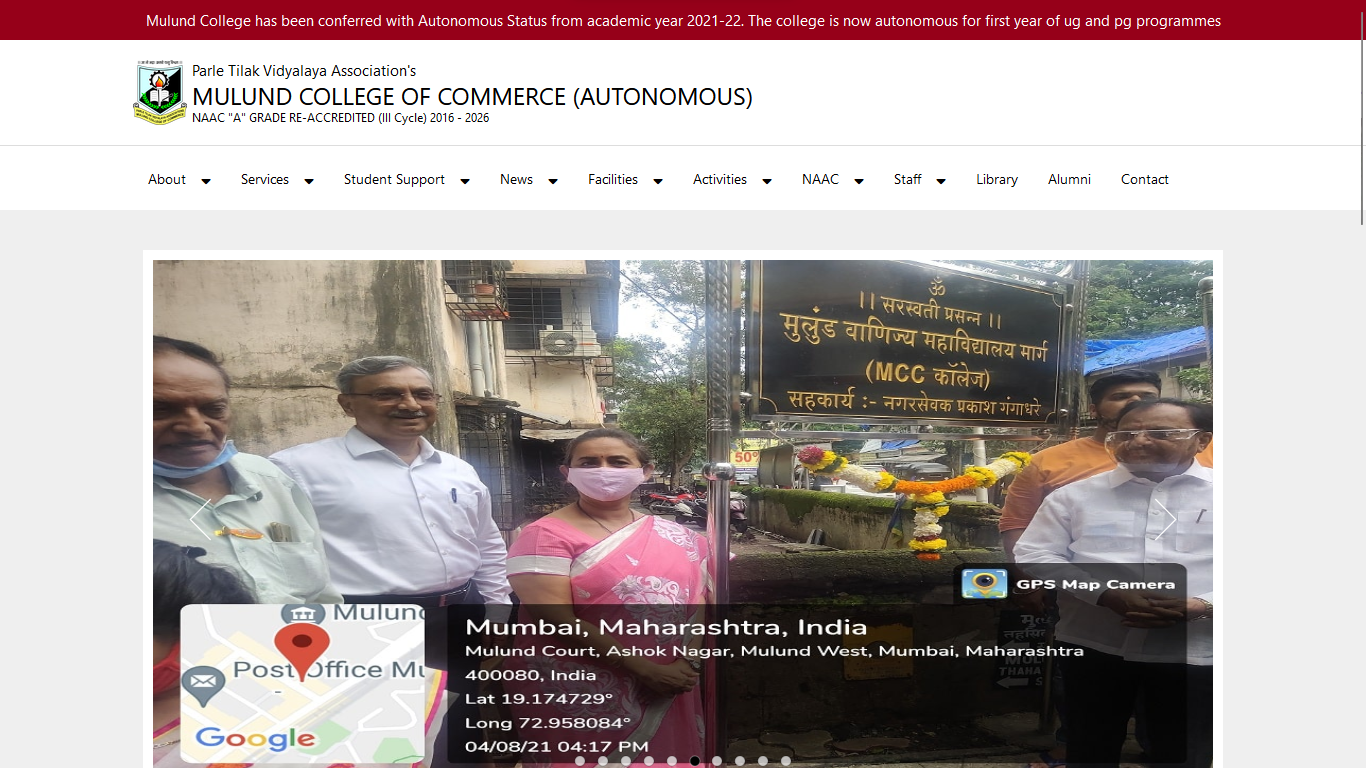 Mulund College has been conferred with Autonomous Status from academic year 2021-22. The college is now autonomous for first year of ug and pg programmes
Parle Tilak Vidyalaya Association's
MULUND COLLEGE OF COMMERCE (AUTONOMOUS)
NAAC "A" GRADE RE-ACCREDITED (III Cycle) 2016 - 2026
About Services Student Support News Facilities Activities NAAC Staff Library Alumni Contact
ॐ
।। सरस्वती प्रसन्न ।।
मुलुंड वाणिज्य महाविद्यालय मार्ग
(MCC कॉलेज)
सहकार्य :- नगरसेवक प्रकाश गंगाधरे
50%
GPS Map Camera
Mulund
Post Office Mu
Google
Mumbai, Maharashtra, India
Mulund Court, Ashok Nagar, Mulund West, Mumbai, Maharashtra
400080, India
Lat 19.174729°
Long 72.958084°
04/08/21 04:17 PM